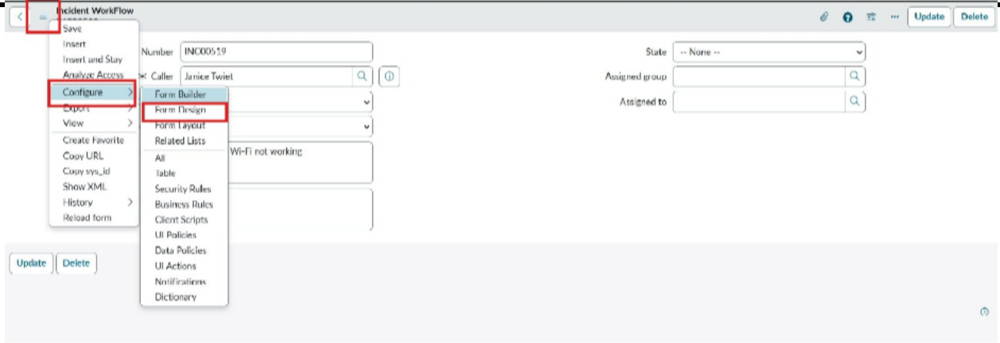 Incident WorkFlow
Update
Delete
Save
Insert
Insert and Stay
Analyze Access
Configure
Export
View
Create Favorite
Copy URL
Copy sys_id
Show XML
History
Reload form
Form Builder
Form Design
Form Layout
Related Lists
All
Table
Security Rules
Business Rules
Client Scripts
UI Policies
Data Policies
UI Actions
Notifications
Dictionary
Number INC00519
Caller
Wi-Fi not working
State -- None --
Assigned group
Assigned to
Update Delete